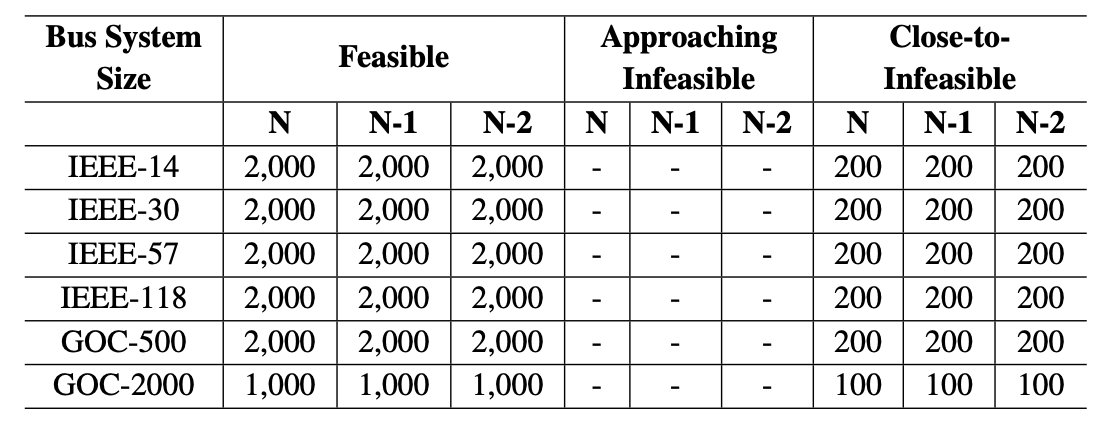 Bus System Size Feasible Approaching Infeasible Close-to-Infeasible
N N-1 N-2 N N-1 N-2 N N-1 N-2
IEEE-14 2,000 2,000 2,000 - - - 200 200 200
IEEE-30 2,000 2,000 2,000 - - - 200 200 200
IEEE-57 2,000 2,000 2,000 - - - 200 200 200
IEEE-118 2,000 2,000 2,000 - - - 200 200 200
GOC-500 2,000 2,000 2,000 - - - 200 200 200
GOC-2000 1,000 1,000 1,000 - - - 100 100 100